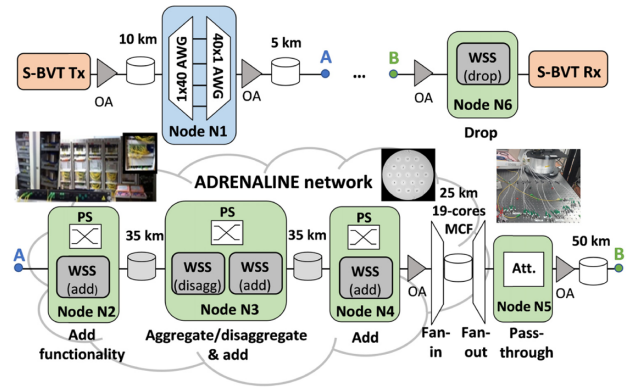 10 km
5 km
S-BVT Tx
OA
1x40 AWG
40x1 AWG
Node N1
OA
A
...
B
OA
WSS
(drop)
Node N6
S-BVT Rx
Drop
ADRENALINE network
25 km
19-cores
MCF
A
PS
WSS
(add)
Node N2
35 km
PS
WSS
(disagg)
WSS
(add)
Node N3
35 km
PS
WSS
(add)
Node N4
OA
Att.
Node N5
OA
50 km
B
Add
functionality
Aggregate/disaggregate
& add
Add
Fan-
in
Fan-
out
Pass-
through